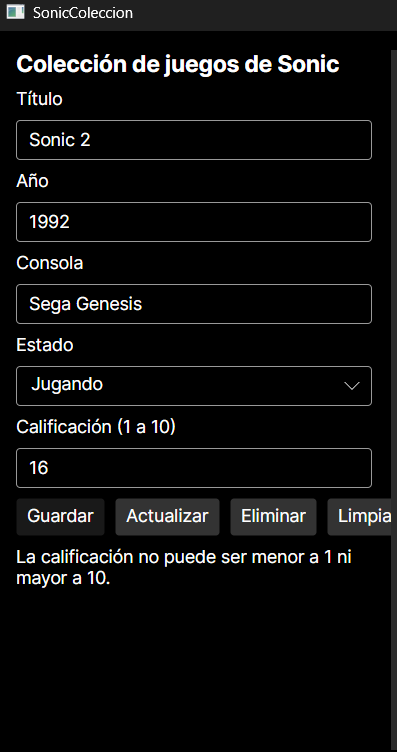 SonicColeccion
Colección de juegos de Sonic
Título
Sonic 2
Año
1992
Consola
Sega Genesis
Estado
Jugando
Calificación (1 a 10)
16
Guardar Actualizar Eliminar Limpia
La calificación no puede ser menor a 1 ni
mayor a 10.